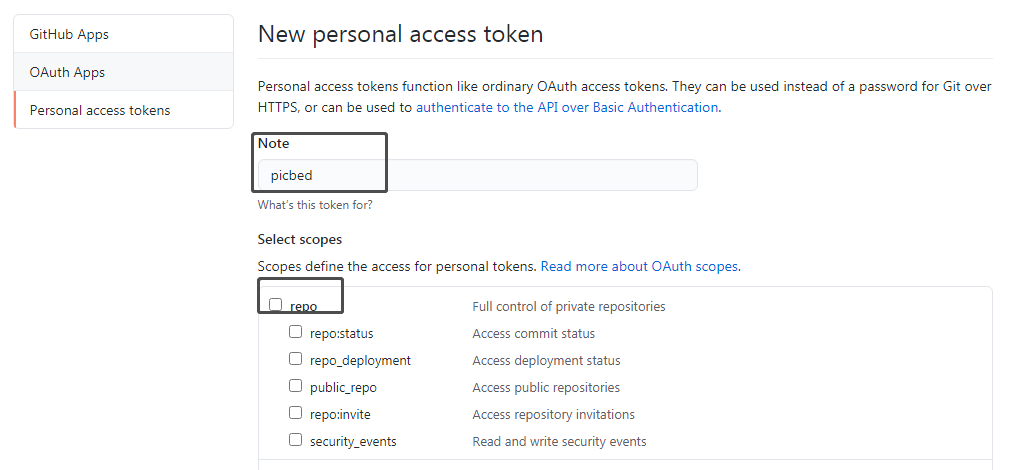 GitHub Apps
OAuth Apps
Personal access tokens
New personal access token
Personal access tokens function like ordinary OAuth access tokens. They can be used instead of a password for Git over
HTTPS, or can be used to authenticate to the API over Basic Authentication.
Note
picbed
What's this token for?
Select scopes
Scopes define the access for personal tokens. Read more about OAuth scopes.
repo Full control of private repositories
repo:status Access commit status
repo_deployment Access deployment status
public_repo Access public repositories
repo:invite Access repository invitations
security_events Read and write security events